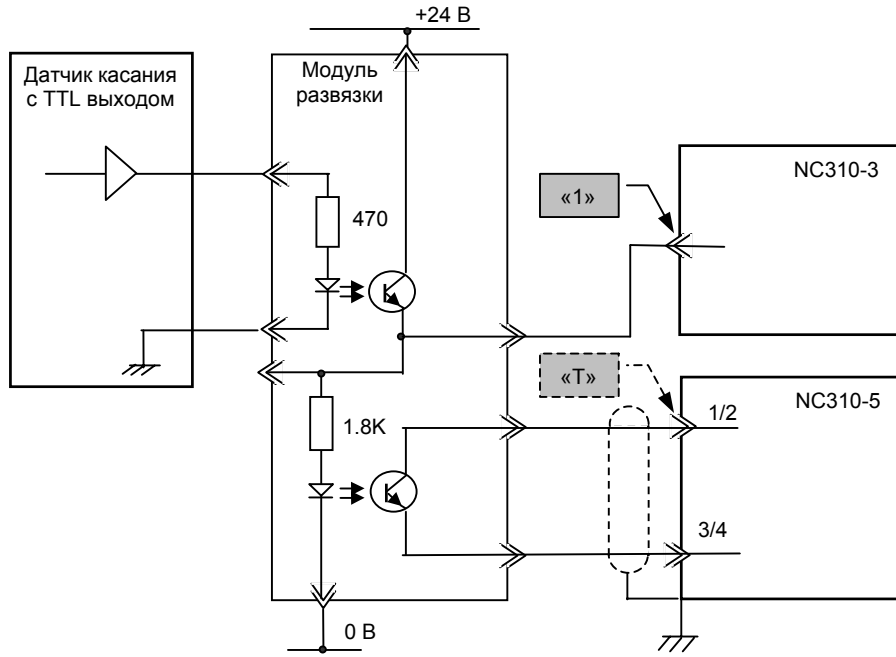 +24 В
Датчик касания
с TTL выходом
Модуль
развязки
NC310-3
«1»
470
«Т»
NC310-5
1/2
1.8K
3/4
0 В